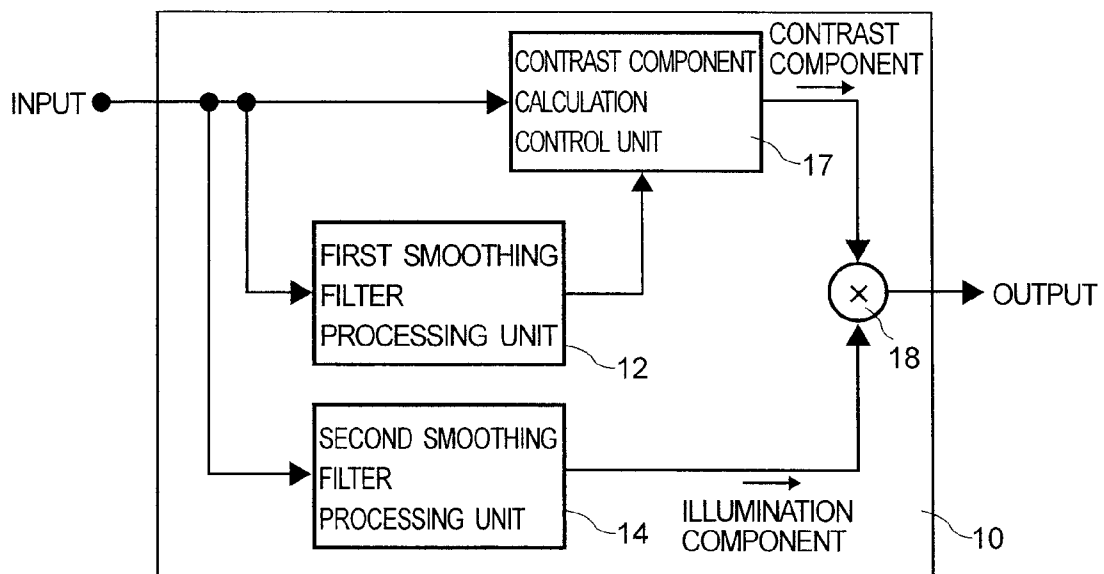 INPUT
CONTRAST COMPONENT
CALCULATION
CONTROL UNIT
17
CONTRAST
COMPONENT
FIRST SMOOTHING
FILTER
PROCESSING UNIT
12
×
18
OUTPUT
SECOND SMOOTHING
FILTER
PROCESSING UNIT
14
ILLUMINATION
COMPONENT
10